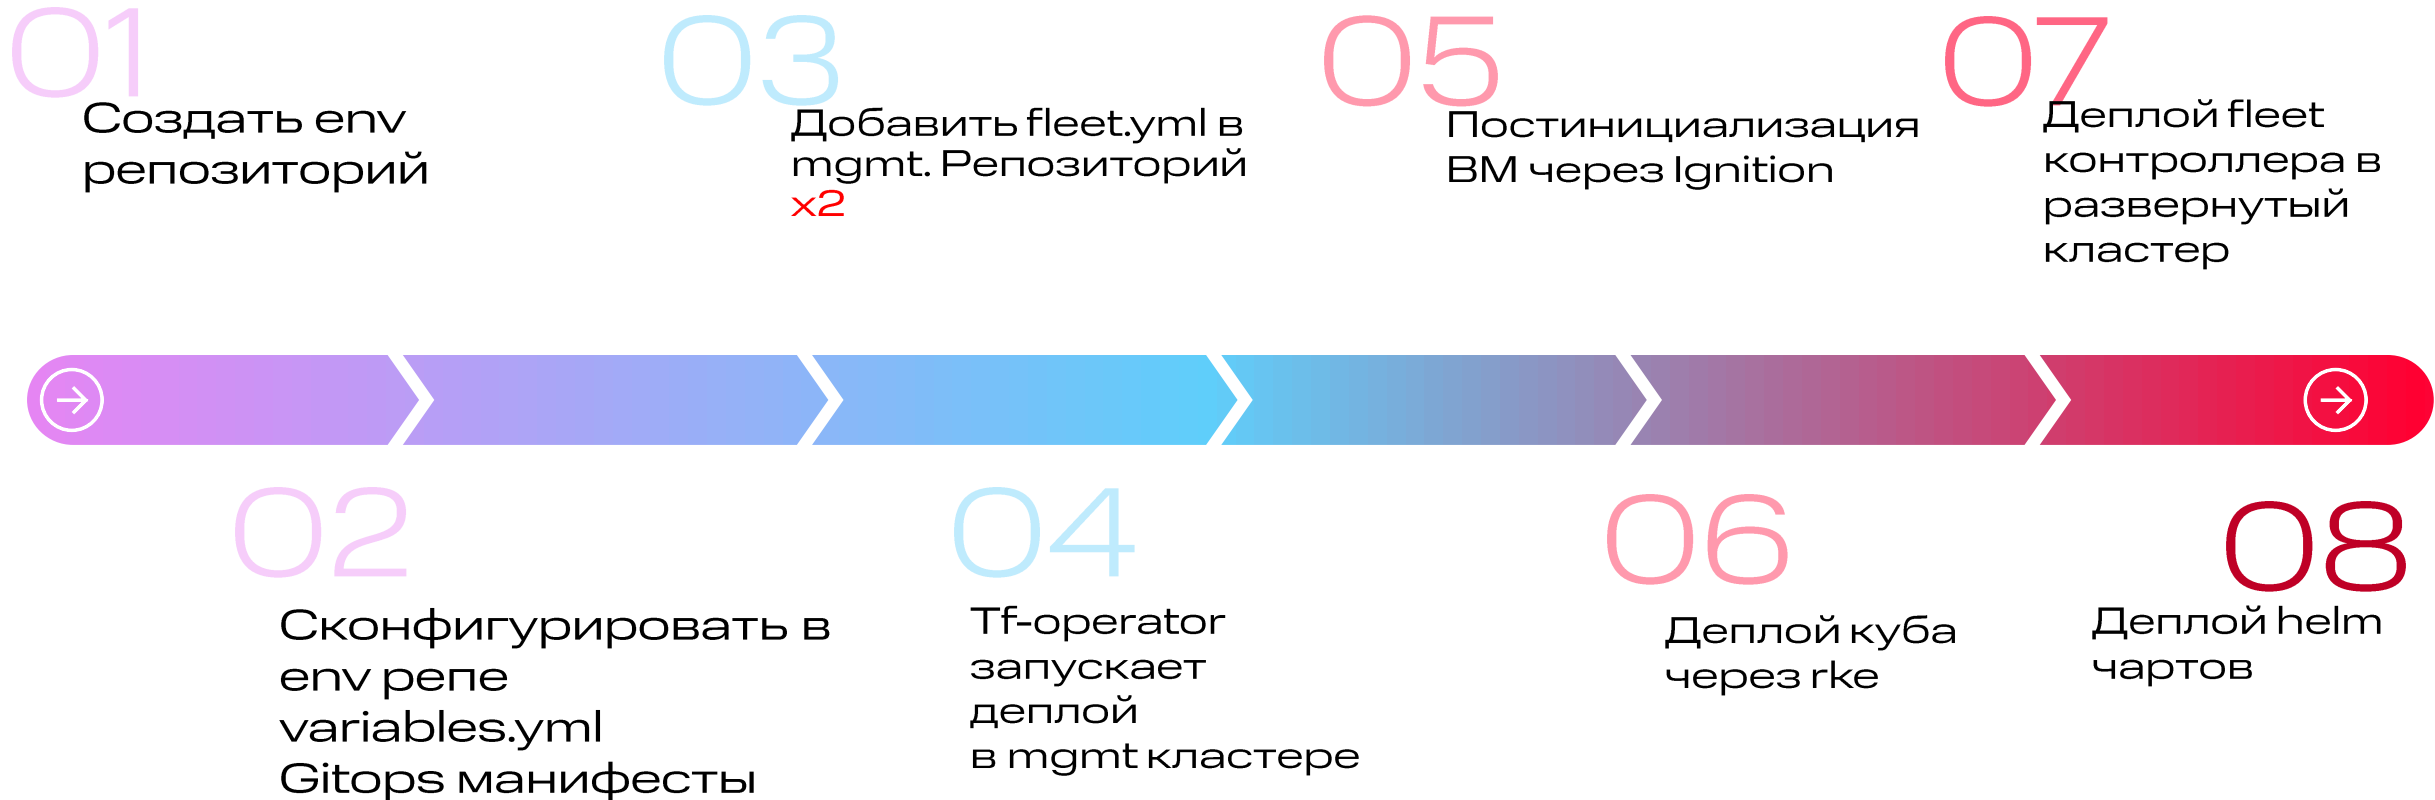 01
Создать env
репозиторий
02
Сконфигурировать в
env репе
variables.yml
Gitops манифесты
03
Добавить fleet.yml в
mgmt. Репозиторий
x2
04
Tf-operator
запускает
деплой
в mgmt кластере
05
Постинициализация
ВМ через Ignition
06
Деплой куба
через rke
07
Деплой fleet
контроллера в
развернутый
кластер
08
Деплой helm
чартов